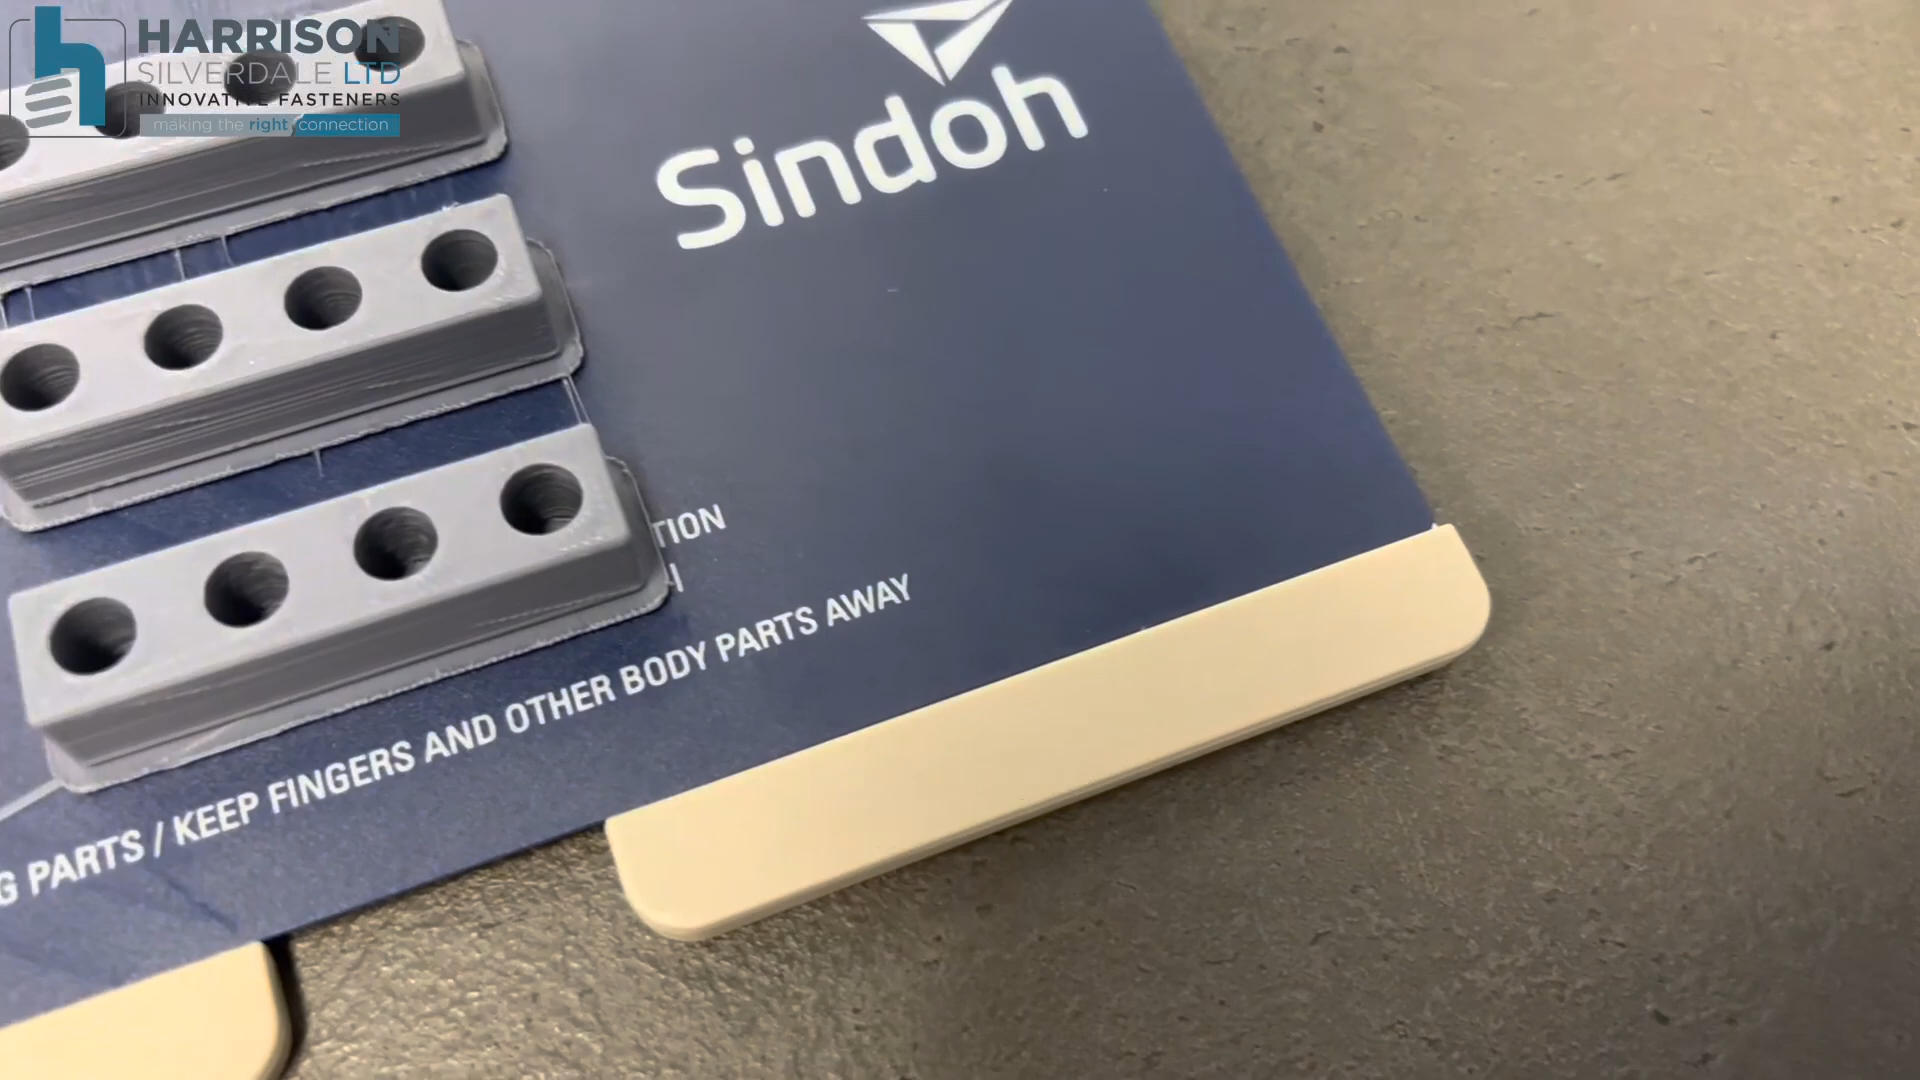 HARRISON
SILVERDALE LTD
INNOVATIVE FASTENERS
making the right connection
Sindoh
TION
G PARTS / KEEP FINGERS AND OTHER BODY PARTS AWAY